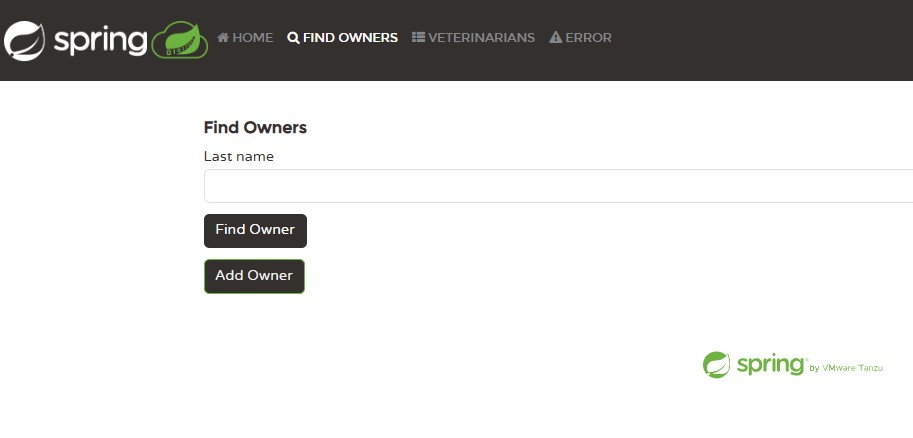 spring
HOME FIND OWNERS VETERINARIANS ERROR
Find Owners
Last name
Find Owner
Add Owner
spring by VMware Tanzu